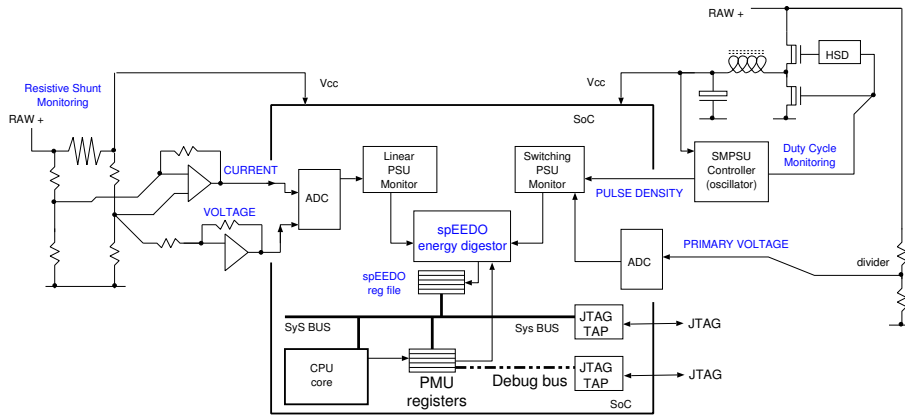 RAW +
HSD
Vcc
Vcc
Resistive Shunt
Monitoring
RAW +
SoC
CURRENT
VOLTAGE
ADC
Linear
PSU
Monitor
Switching
PSU
Monitor
SMPSU
Controller
(oscillator)
Duty Cycle
Monitoring
PULSE DENSITY
spEEDO
energy digestor
ADC
PRIMARY VOLTAGE
divider
spEEDO
reg file
SyS BUS
Sys BUS
JTAG
TAP
JTAG
CPU
core
PMU
registers
Debug bus
JTAG
TAP
JTAG
SoC